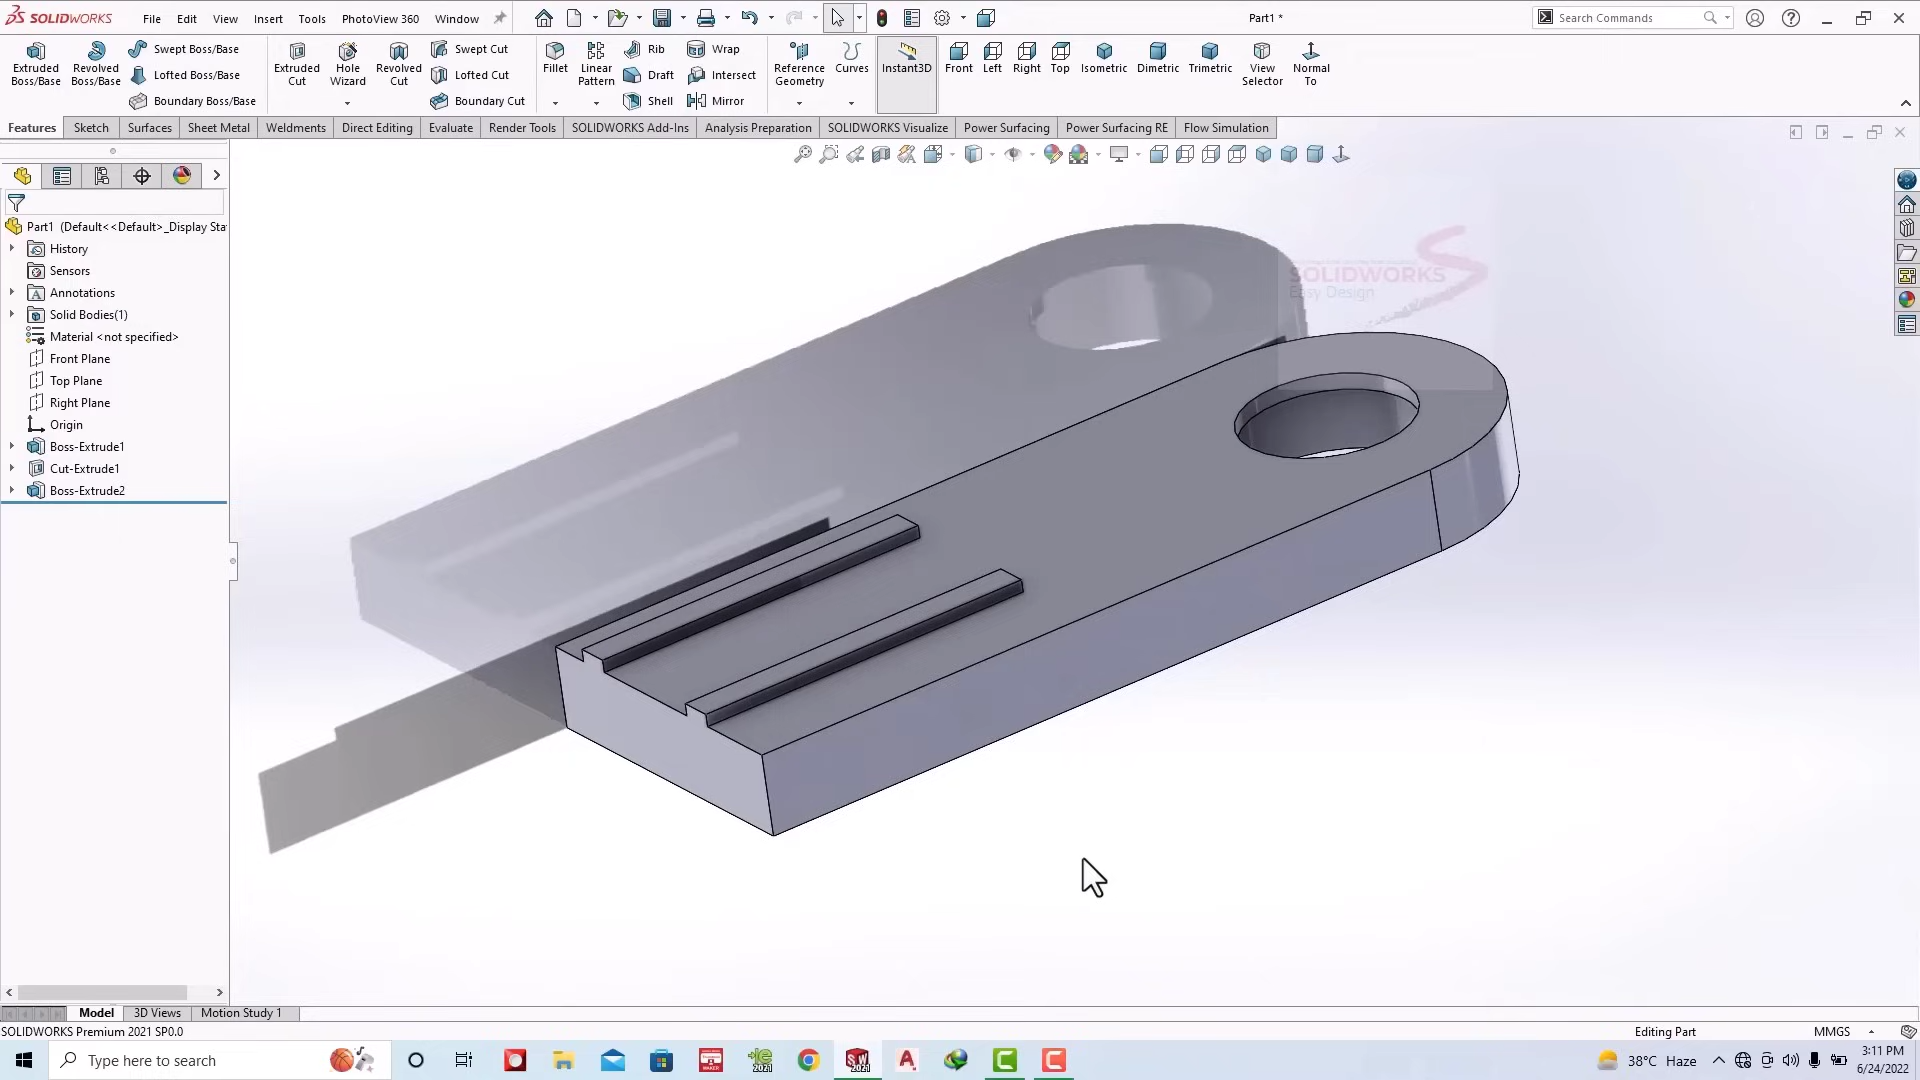 SOLIDWORKS File Edit View Insert Tools PhotoView 360 Window Part1 * Search Commands
Extruded Boss/Base
Revolved Boss/Base
Swept Boss/Base
Lofted Boss/Base
Boundary Boss/Base
Extruded Cut
Hole Wizard
Revolved Cut
Swept Cut
Lofted Cut
Boundary Cut
Fillet
Linear Pattern
Rib
Draft
Shell
Wrap
Intersect
Mirror
Reference Geometry
Curves
Instant3D
Front
Left
Right
Top
Isometric
Dimetric
Trimetric
View Selector
Normal To
Features Sketch Surfaces Sheet Metal Weldments Direct Editing Evaluate Render Tools SOLIDWORKS Add-Ins Analysis Preparation SOLIDWORKS Visualize Power Surfacing Power Surfacing RE Flow Simulation
Part1 (Default<<Default>_Display Sta
History
Sensors
Annotations
Solid Bodies(1)
Material <not specified>
Front Plane
Top Plane
Right Plane
Origin
Boss-Extrude1
Cut-Extrude1
Boss-Extrude2
SOLIDWORKS
Easy Design
Model 3D Views Motion Study 1
SOLIDWORKS Premium 2021 SP0.0 Editing Part MMGS
Type here to search 38°C Haze 3:11 PM
6/24/2022